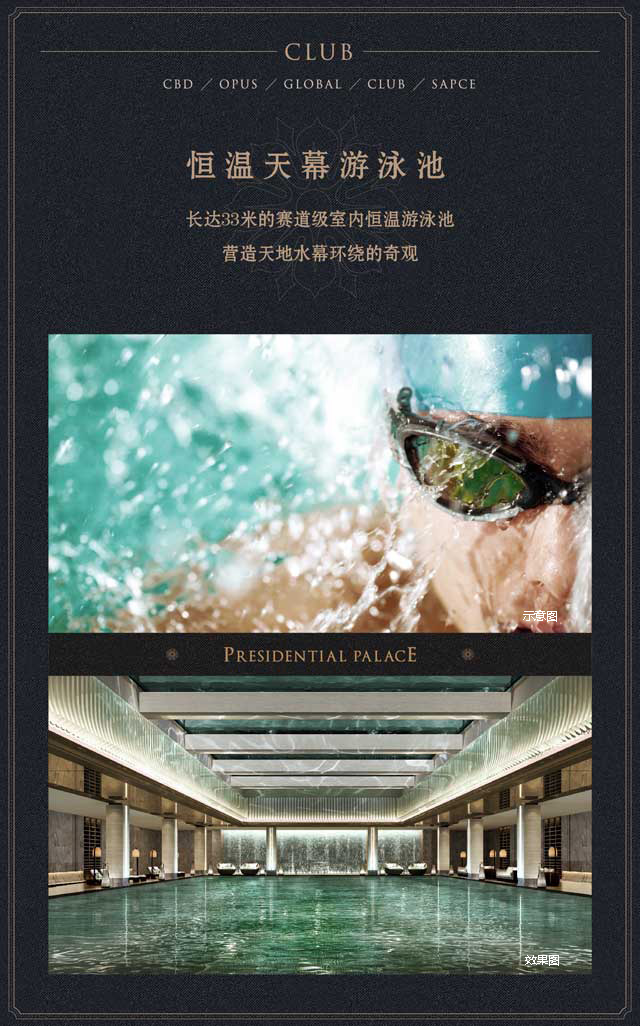 CLUB
CBD ／ OPUS ／ GLOBAL ／ CLUB ／ SAPCE
恒温天幕游泳池
长达33米的赛道级室内恒温游泳池
营造天地水幕环绕的奇观
示意图
PRESIDENTIAL PALACE
效果图